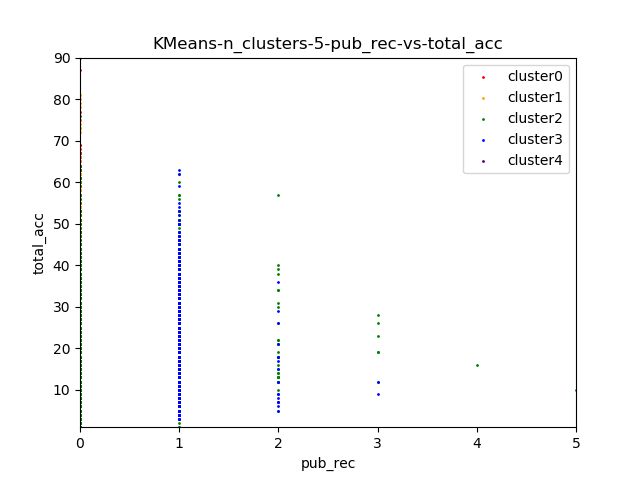 KMeans-n_clusters-5-pub_rec-vs-total_acc
90
80
70
60
50
40
30
20
10
total_acc
cluster0
cluster1
cluster2
cluster3
cluster4
0 1 2 3 4 5
pub_rec